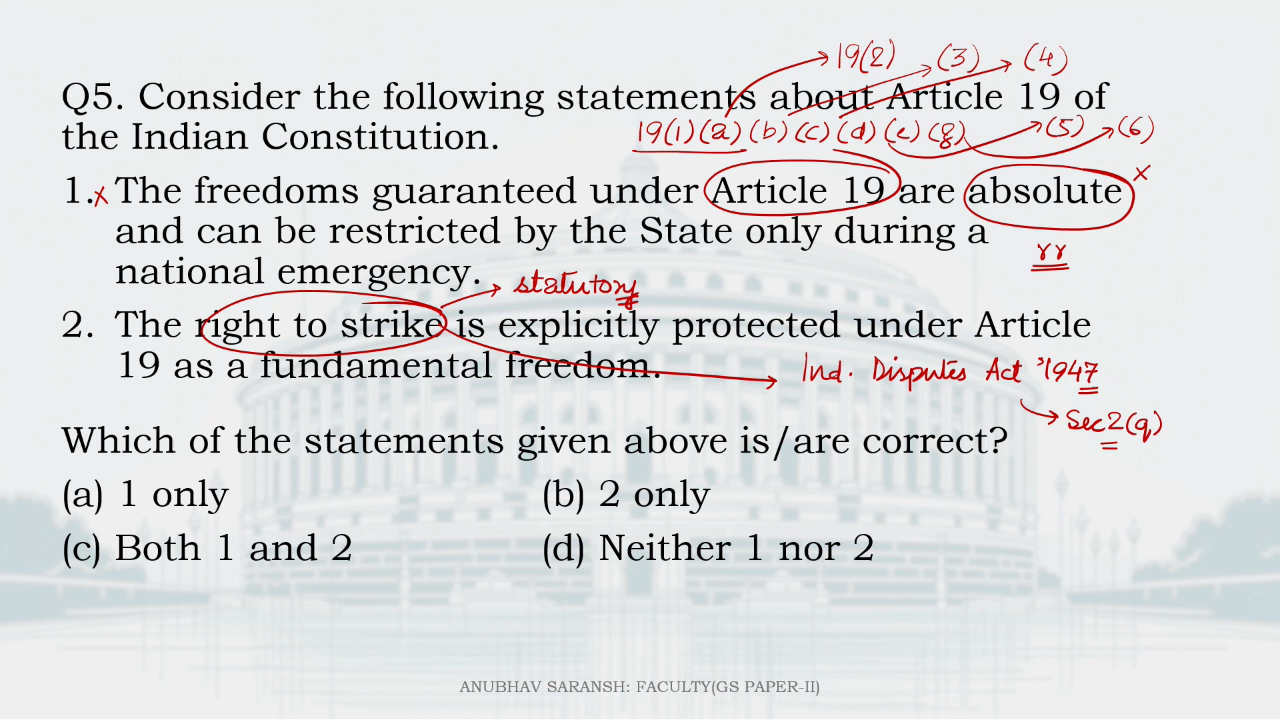 19(2) (3) (4)
Q5. Consider the following statements about Article 19 of
the Indian Constitution.
19(1)(a) (b) (c) (d) (e) (g) (5) (6)
1. x The freedoms guaranteed under Article 19 are absolute x
and can be restricted by the State only during a
rr
national emergency.
statutory
2. The right to strike is explicitly protected under Article
19 as a fundamental freedom.
Ind. Disputes Act '1947
Sec 2(q)
Which of the statements given above is/are correct?
(a) 1 only (b) 2 only
(c) Both 1 and 2 (d) Neither 1 nor 2
ANUBHAV SARANSH: FACULTY(GS PAPER-II)